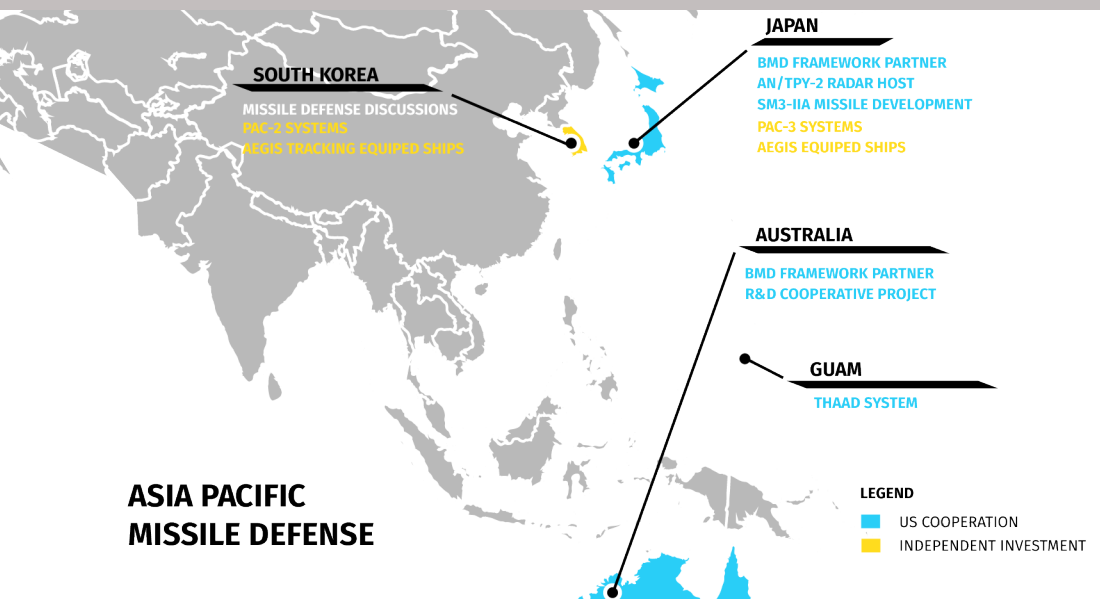 JAPAN
BMD FRAMEWORK PARTNER
AN/TPY-2 RADAR HOST
SM3-IIA MISSILE DEVELOPMENT
PAC-3 SYSTEMS
AEGIS EQUIPED SHIPS
SOUTH KOREA
MISSILE DEFENSE DISCUSSIONS
PAC-2 SYSTEMS
AEGIS TRACKING EQUIPED SHIPS
AUSTRALIA
BMD FRAMEWORK PARTNER
R&D COOPERATIVE PROJECT
GUAM
THAAD SYSTEM
ASIA PACIFIC
MISSILE DEFENSE
LEGEND
US COOPERATION
INDEPENDENT INVESTMENT